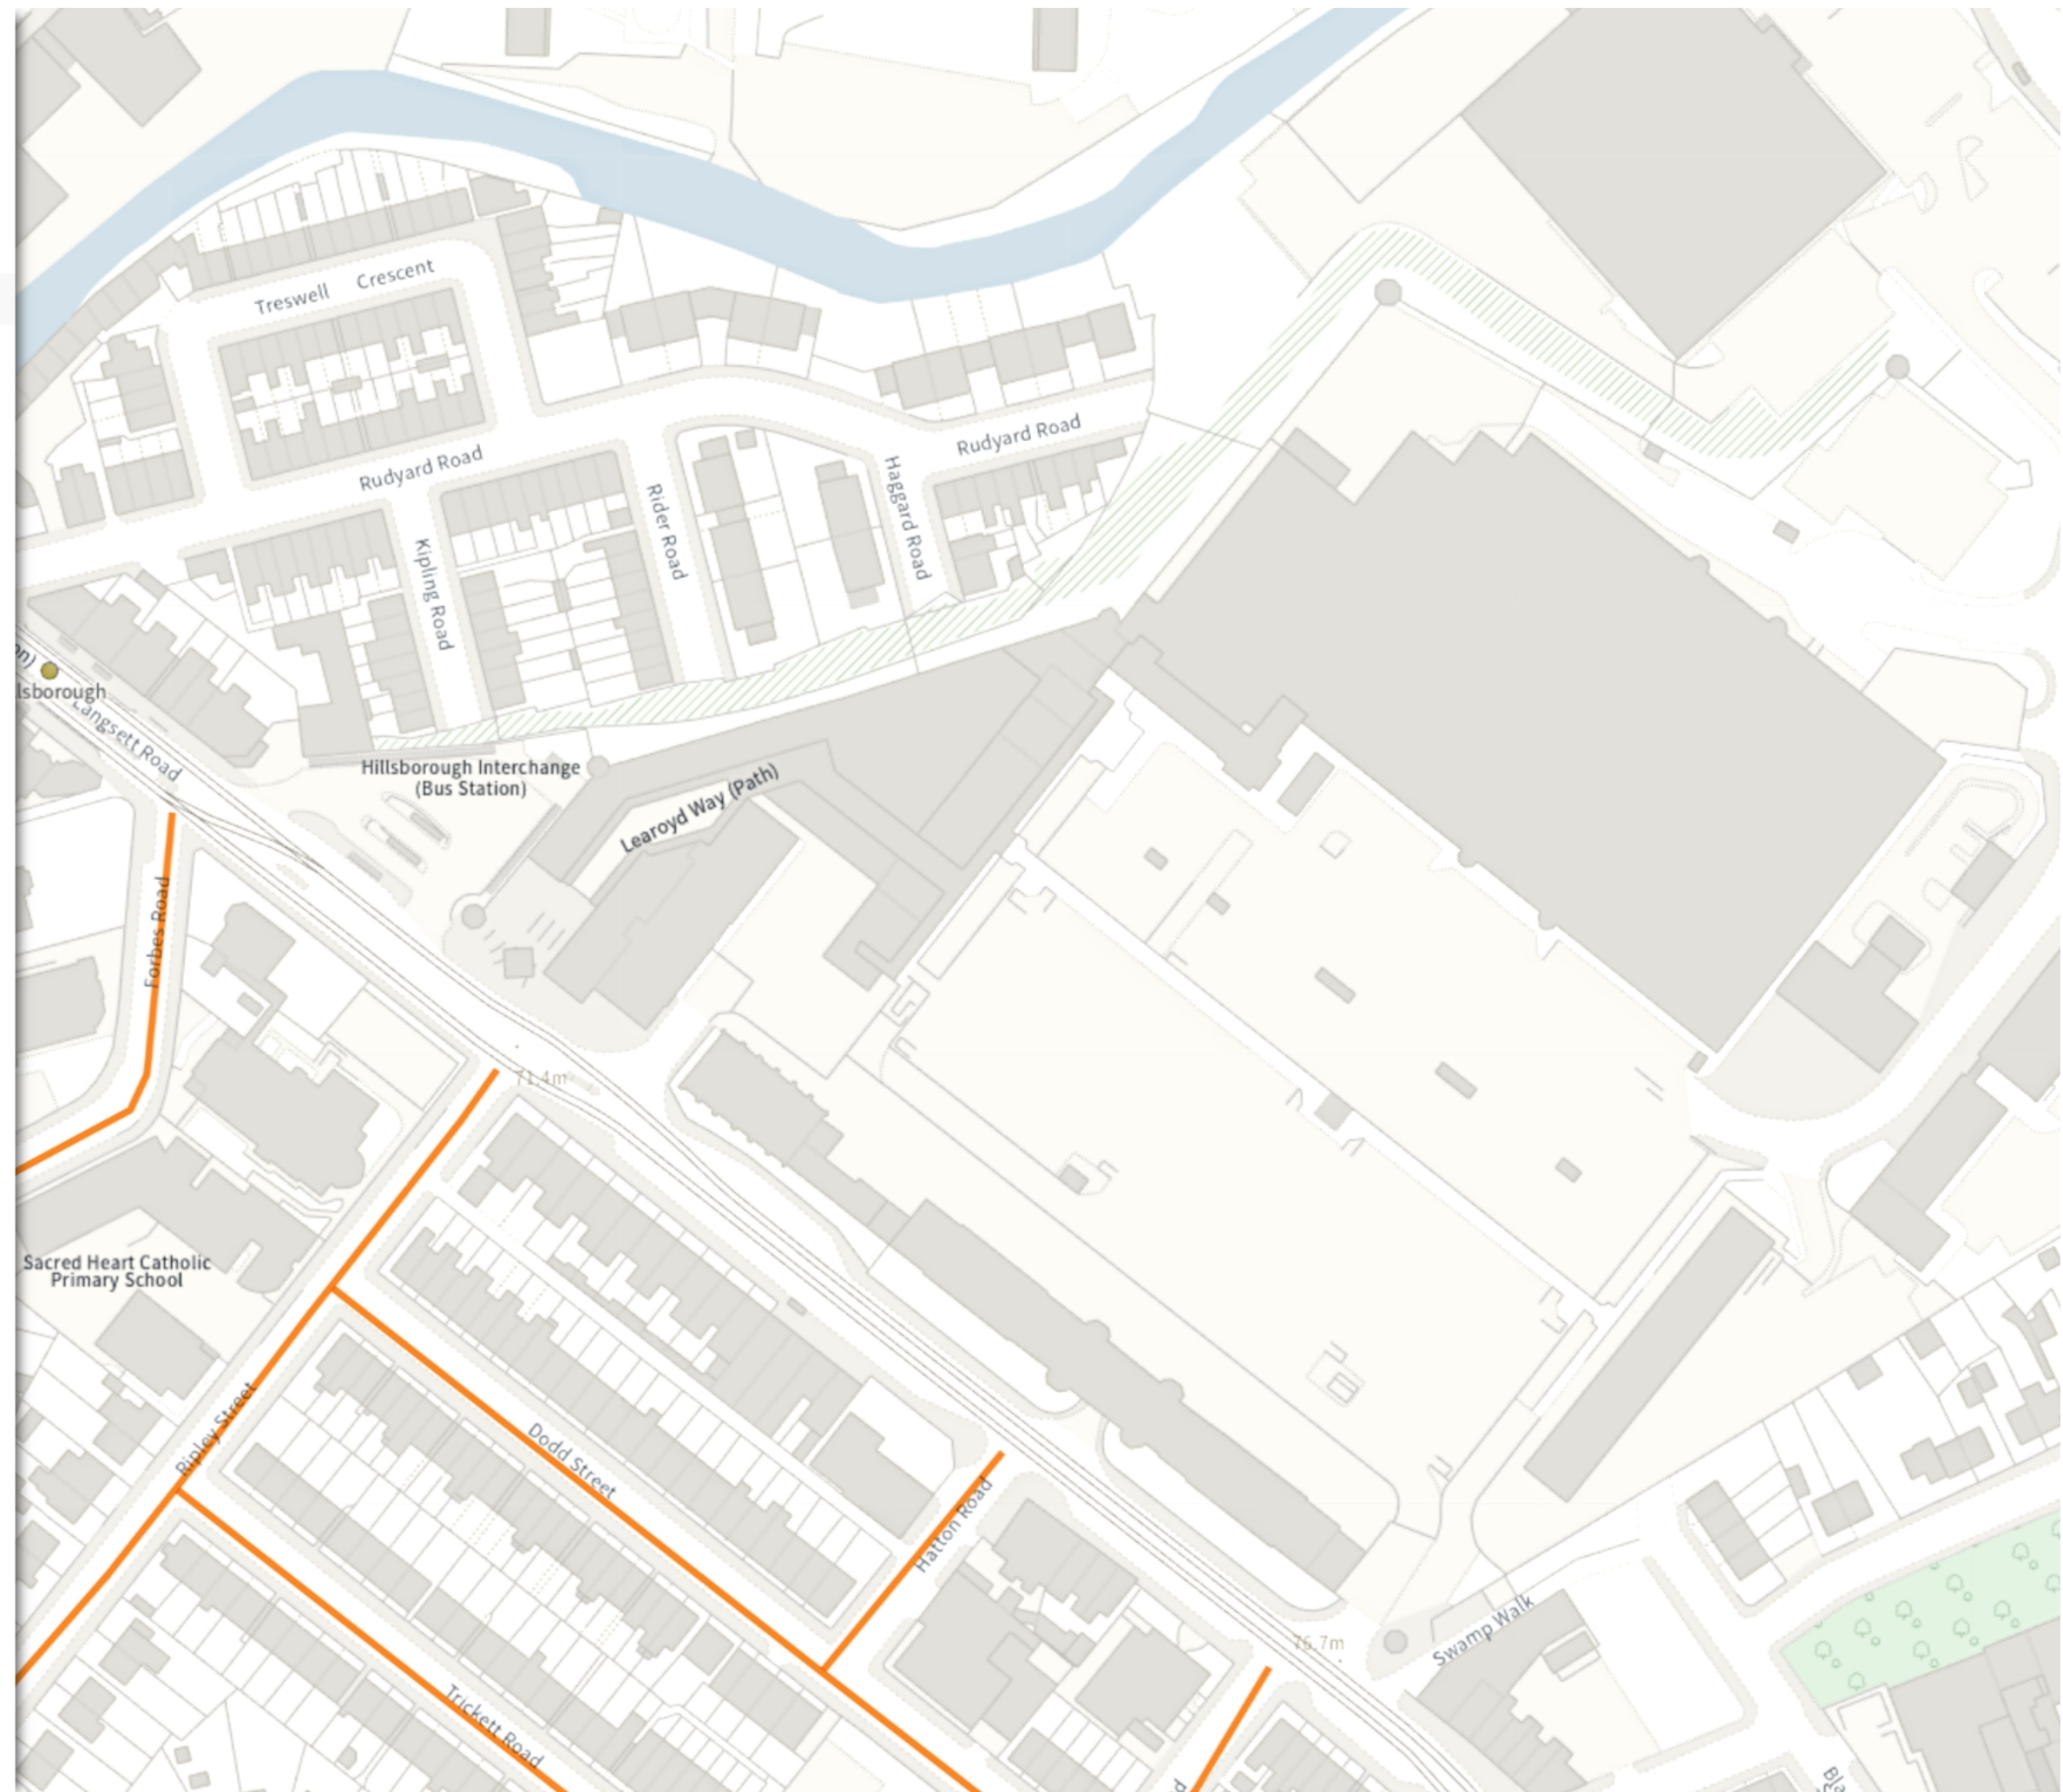 Treswell Crescent
Rudyard Road
Rudyard Road
Haggard Road
Rider Road
Kipling Road
Langsett Road
Hillsborough Interchange
(Bus Station)
Learoyd Way (Path)
Forbes Road
71.4m
Sacred Heart Catholic
Primary School
Ripley Street
Dodd Street
Hatton Road
Swamp Walk
76.7m
Trickett Road